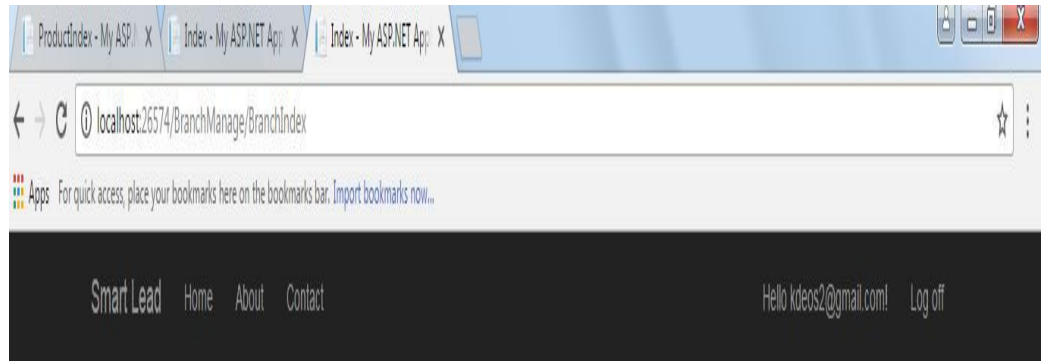 ProductIndex - My ASP.
Index - My ASP.NET App
Index - My ASP.NET App
localhost:26574/BranchManage/BranchIndex
Apps For quick access, place your bookmarks here on the bookmarks bar. Import bookmarks now...
Smart Lead Home About Contact Hello kdeos2@gmail.com! Log off